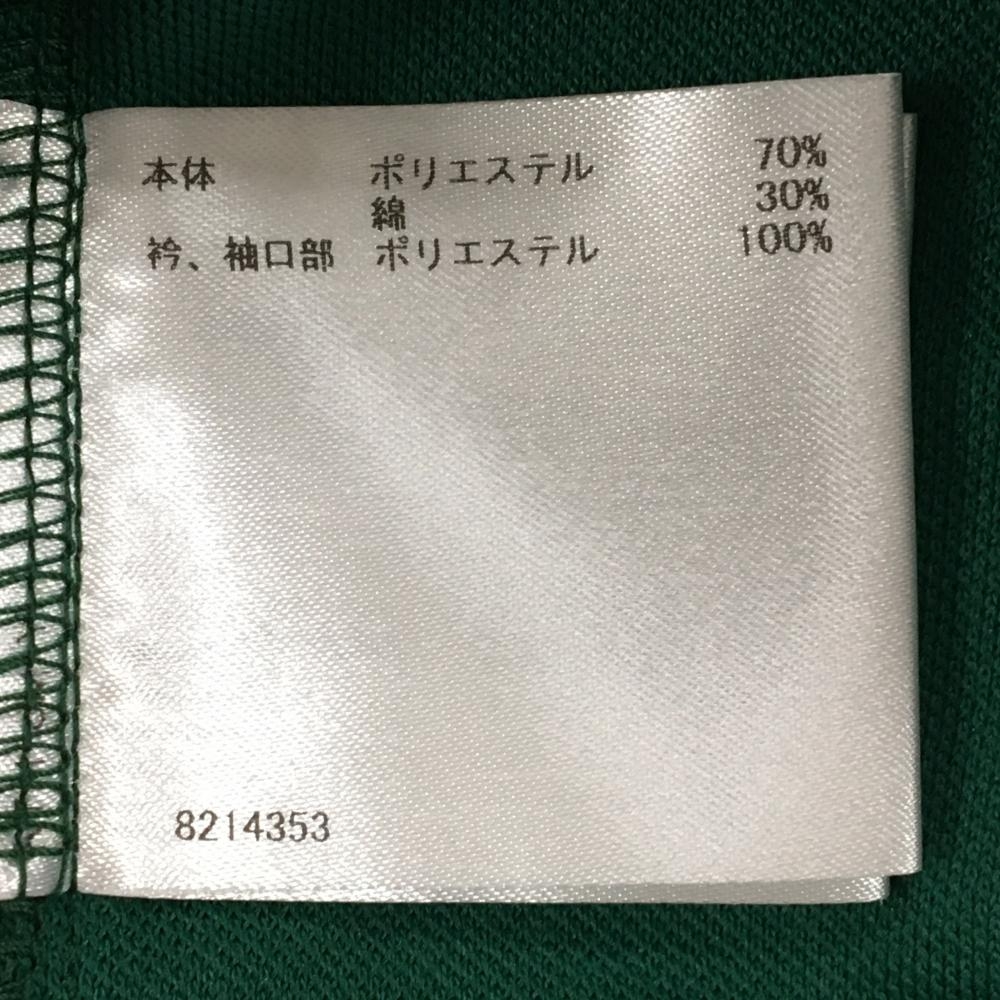 本体 ポリエステル 70%
綿 30%
衿、袖口部 ポリエステル 100%
8214353